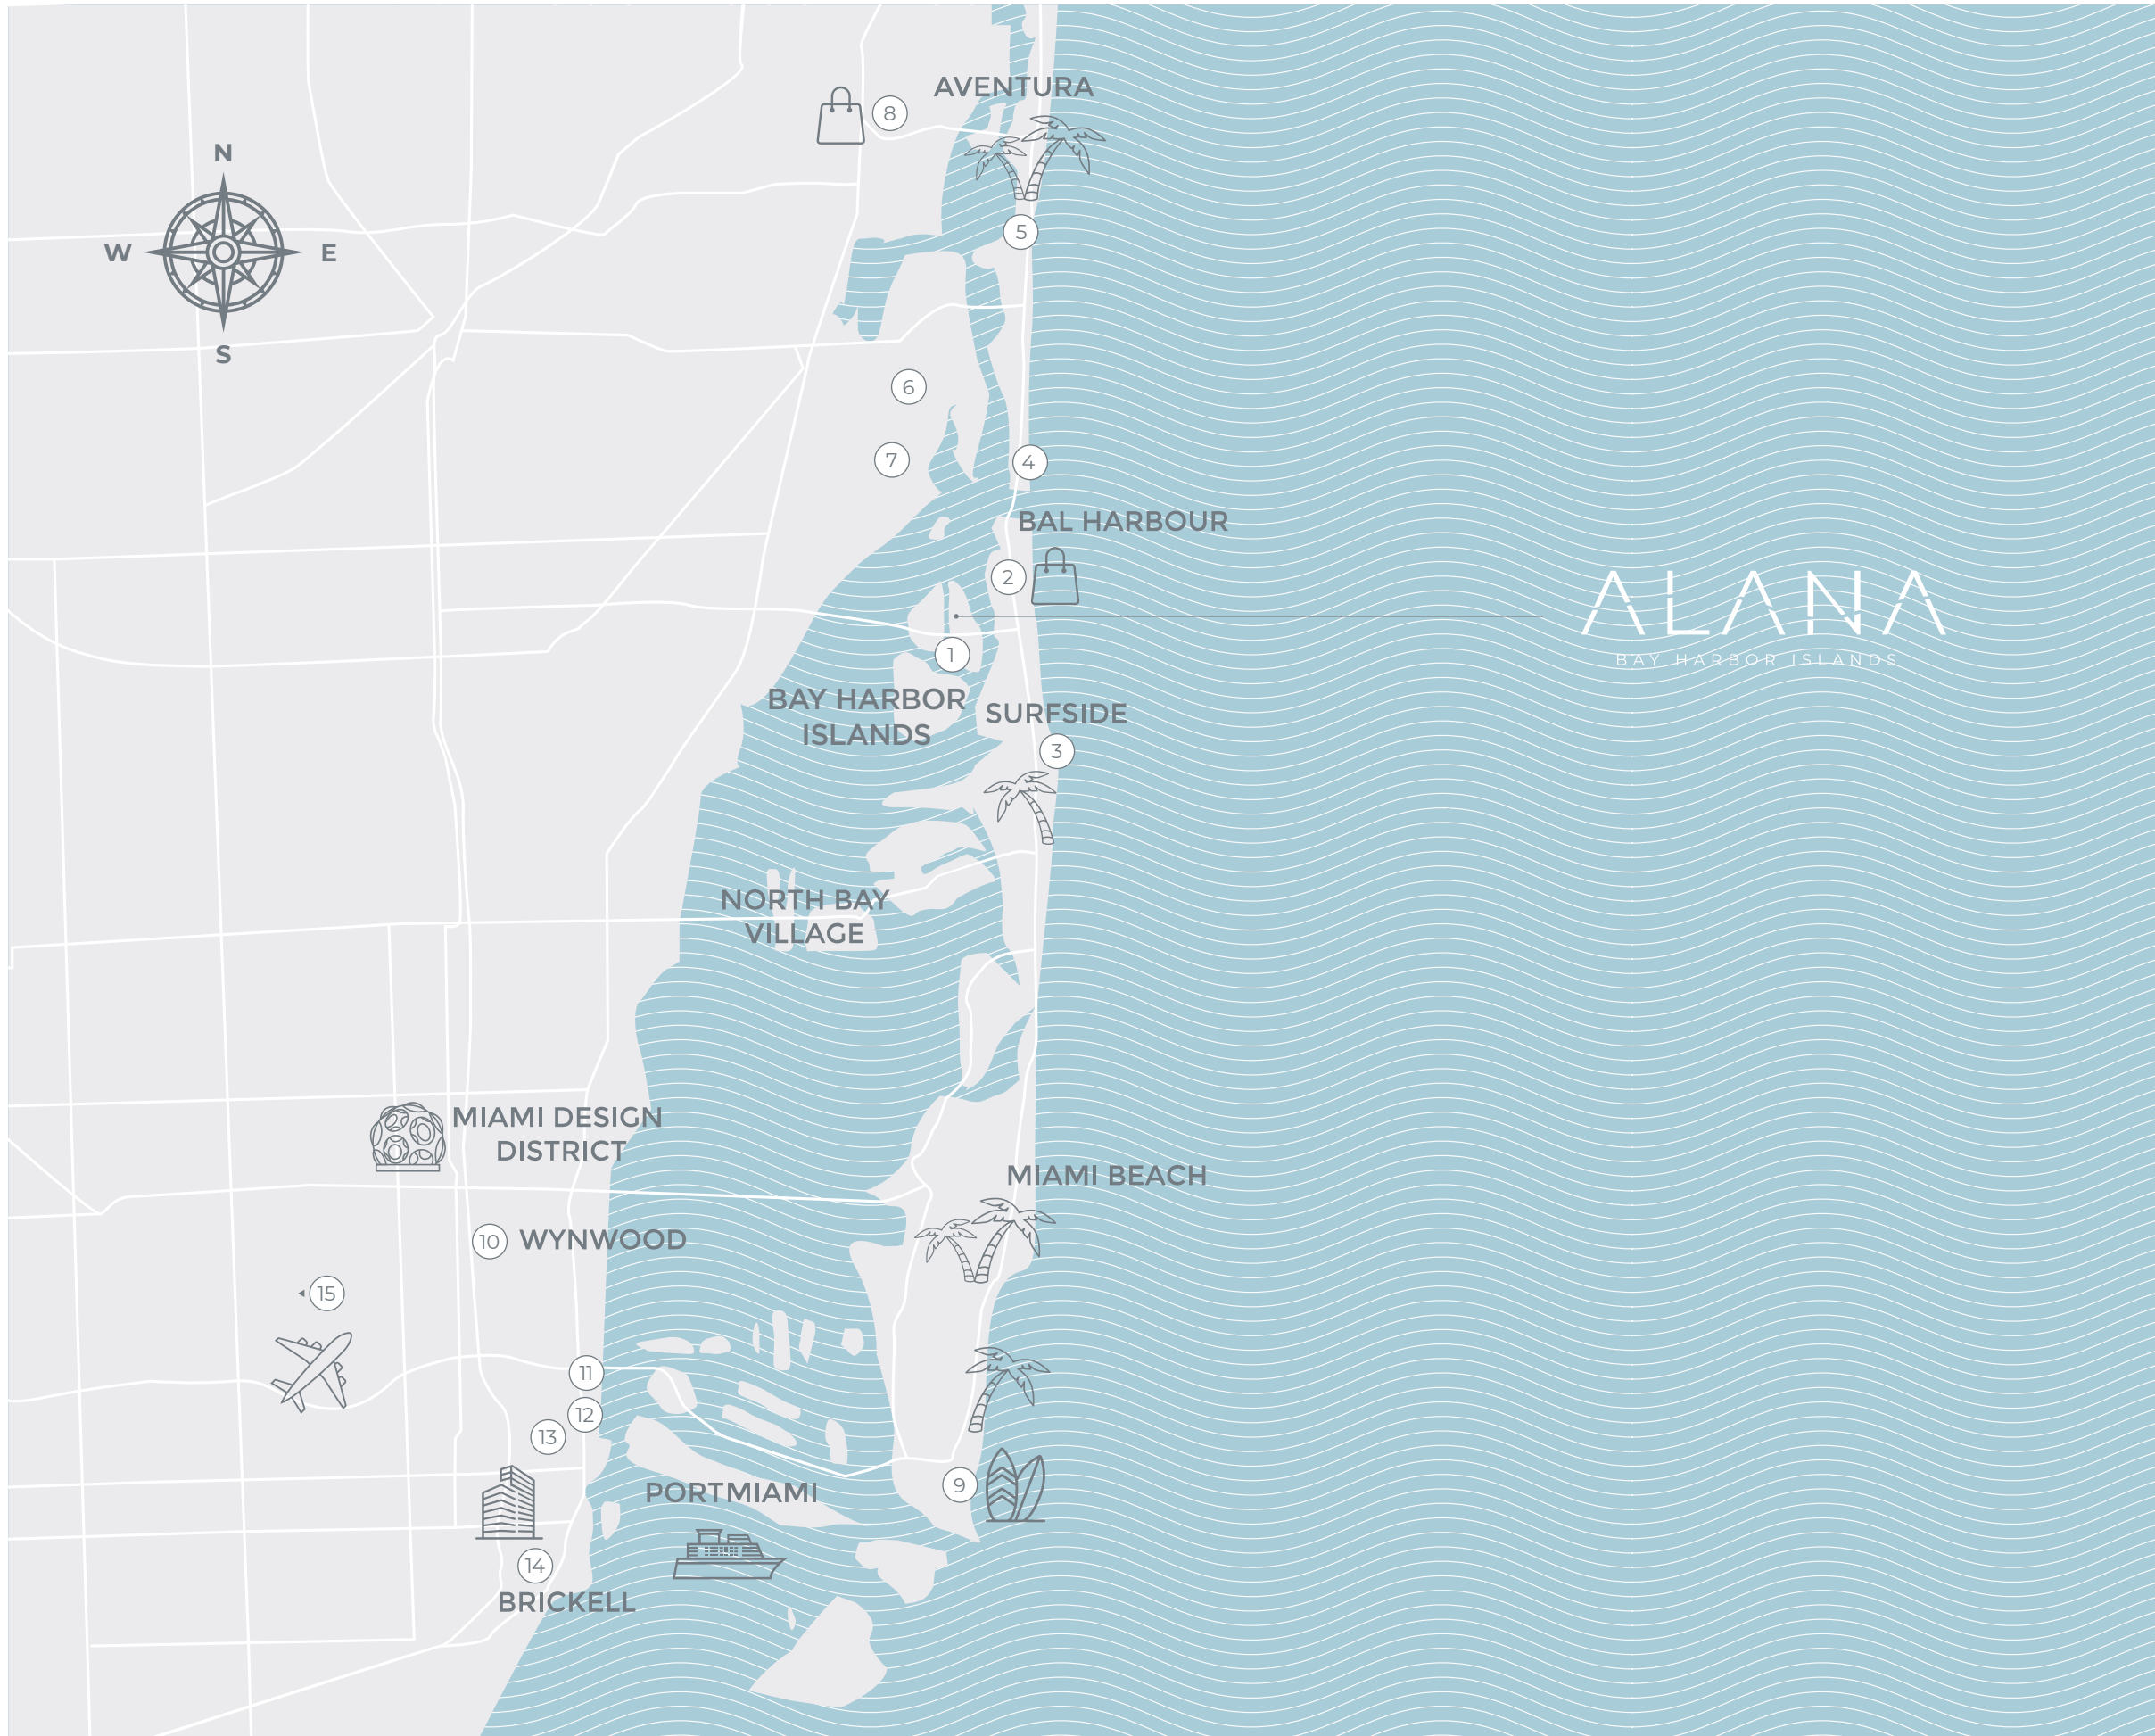 AVENTURA
8
N
W
E
S
5
6
7
4
BAL HARBOUR
2
ALANA
BAY HARBOR ISLANDS
1
BAY HARBOR
ISLANDS
SURFSIDE
3
NORTH BAY
VILLAGE
MIAMI DESIGN
DISTRICT
MIAMI BEACH
10
WYNWOOD
15
11
12
13
9
PORTMIAMI
14
BRICKELL